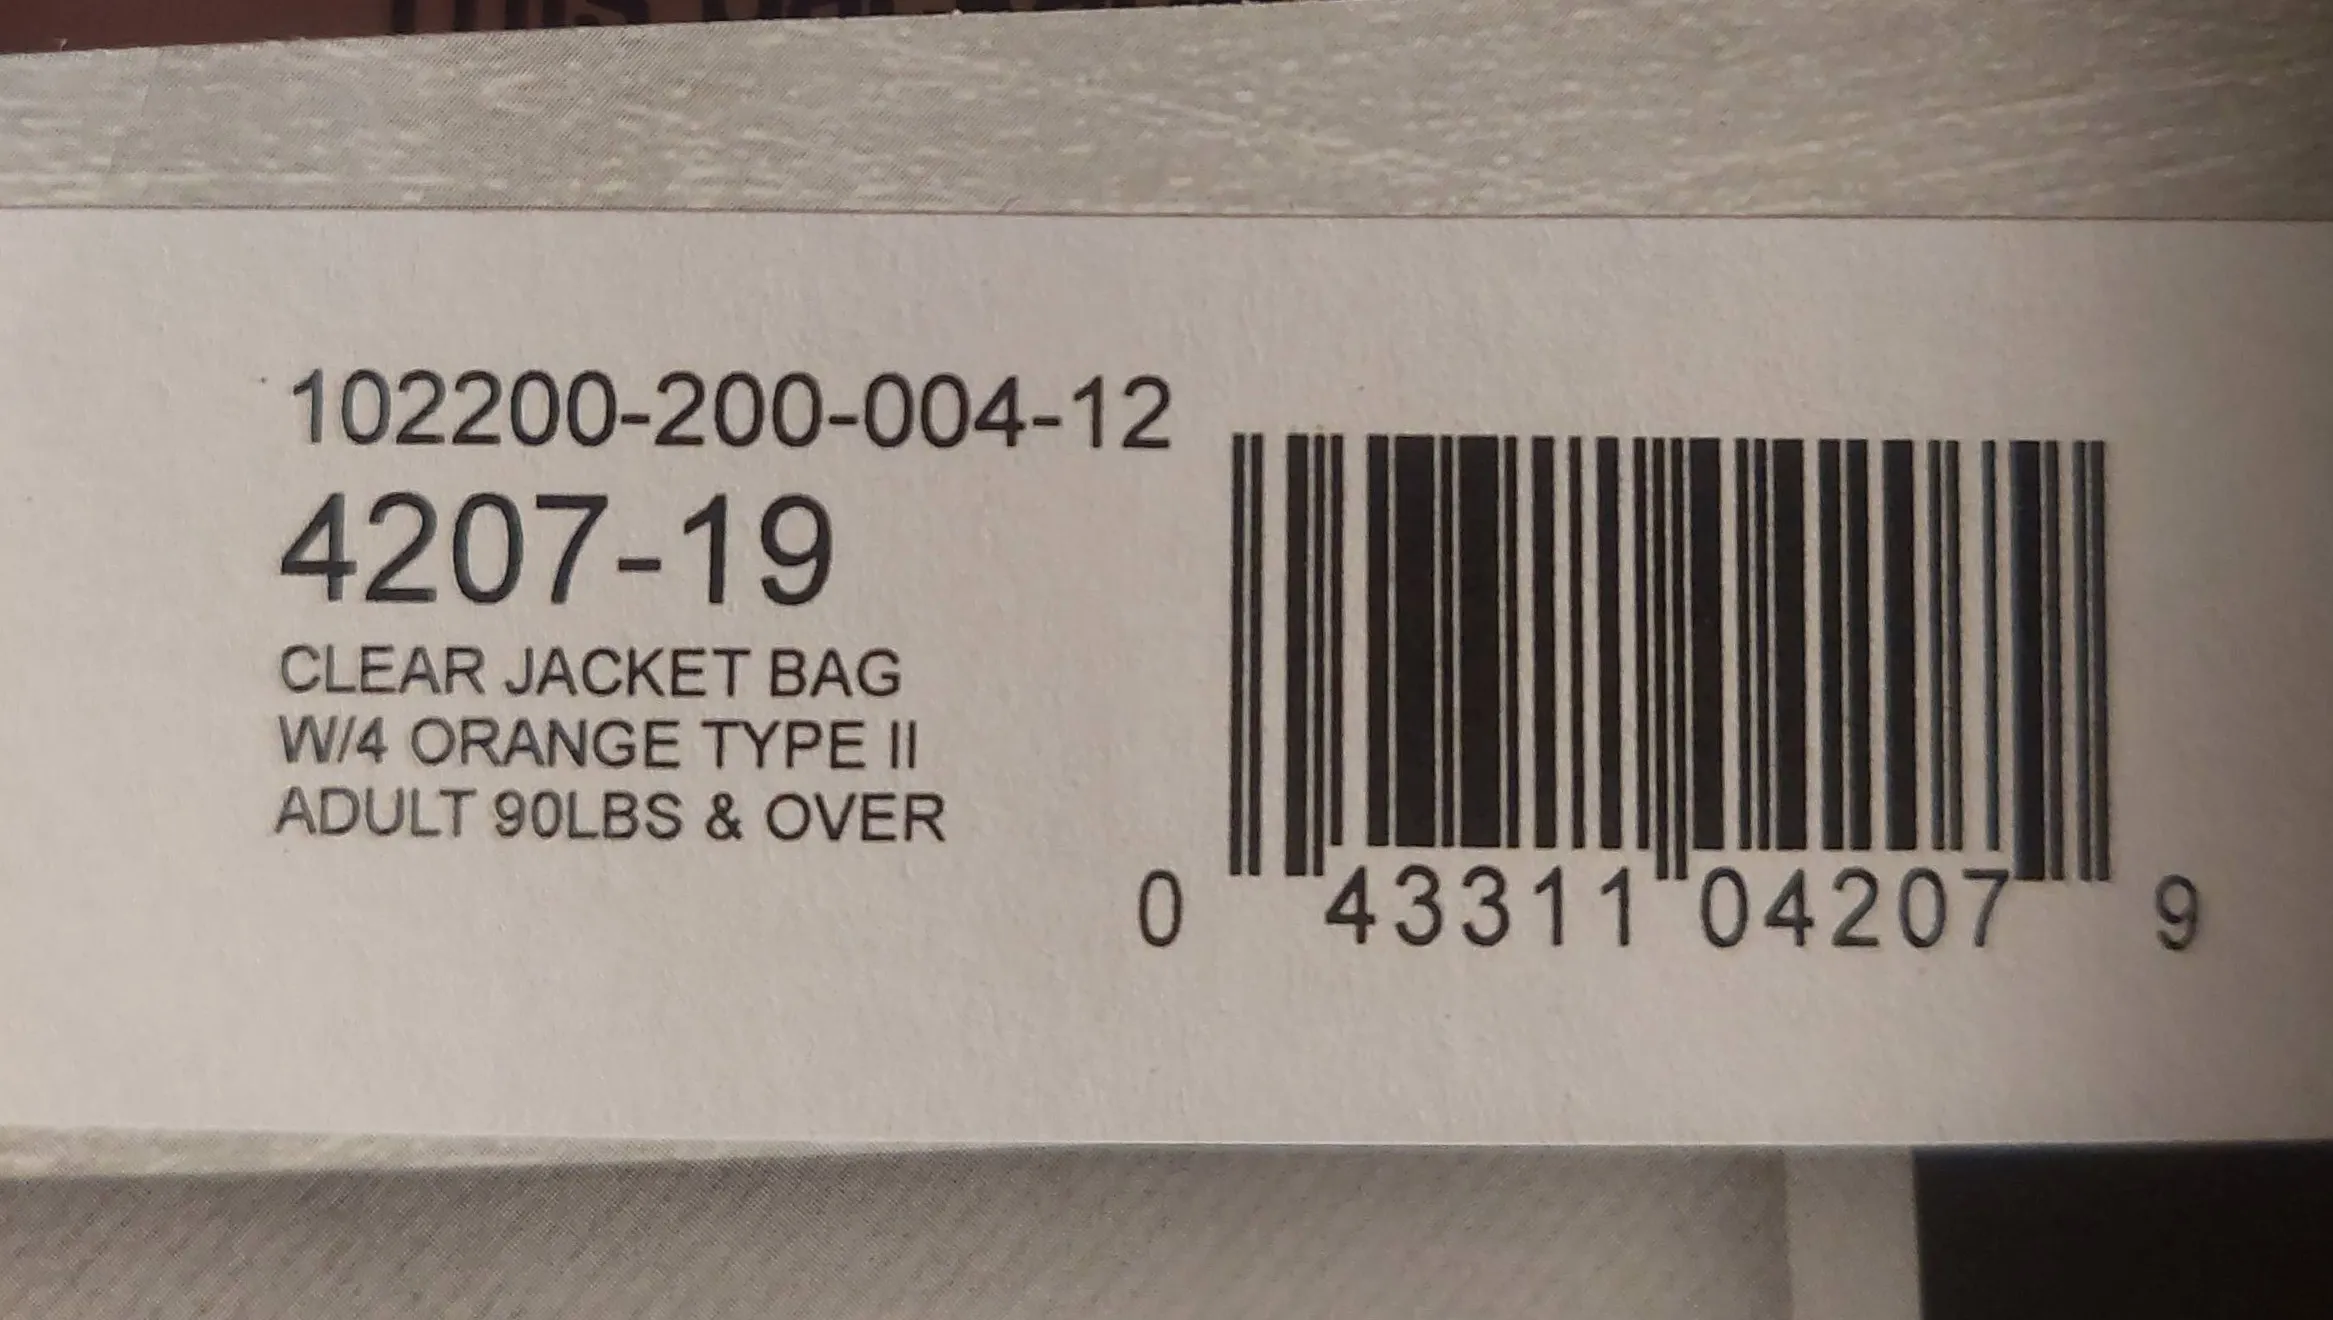 102200-200-004-12
4207-19
CLEAR JACKET BAG
W/4 ORANGE TYPE II
ADULT 90LBS & OVER
0 43311 04207 9